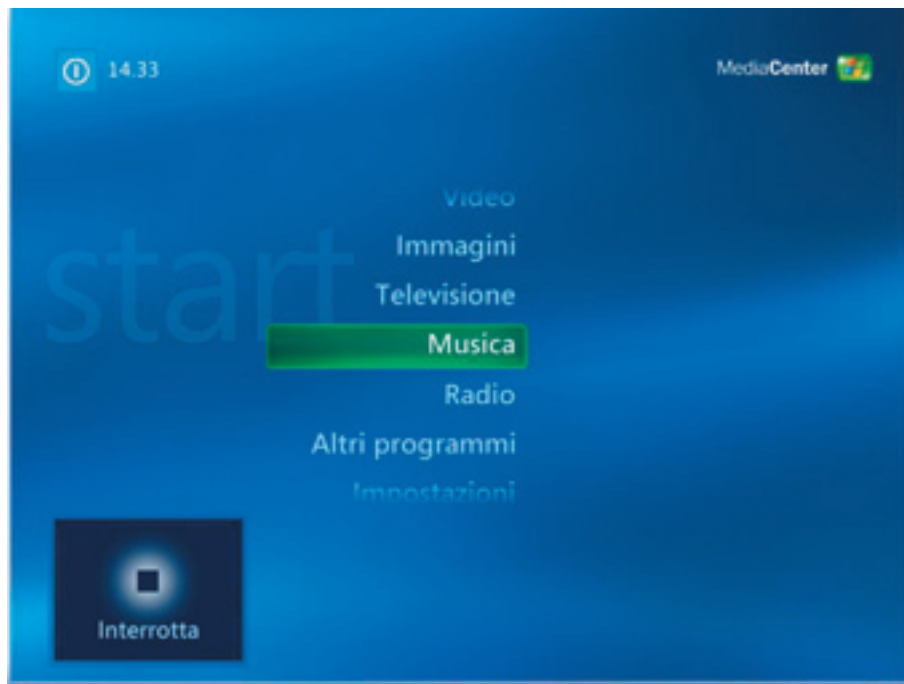 14.33
MediaCenter
start
Video
Immagini
Televisione
Musica
Radio
Altri programmi
Impostazioni
Interrotta